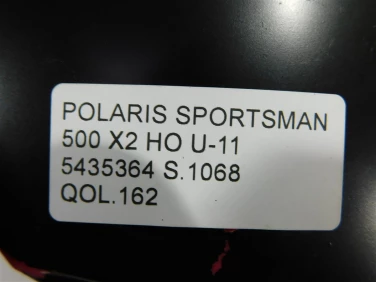 POLARIS SPORTSMAN
500 X2 HO U-11
5435364 S.1068
QOL.162